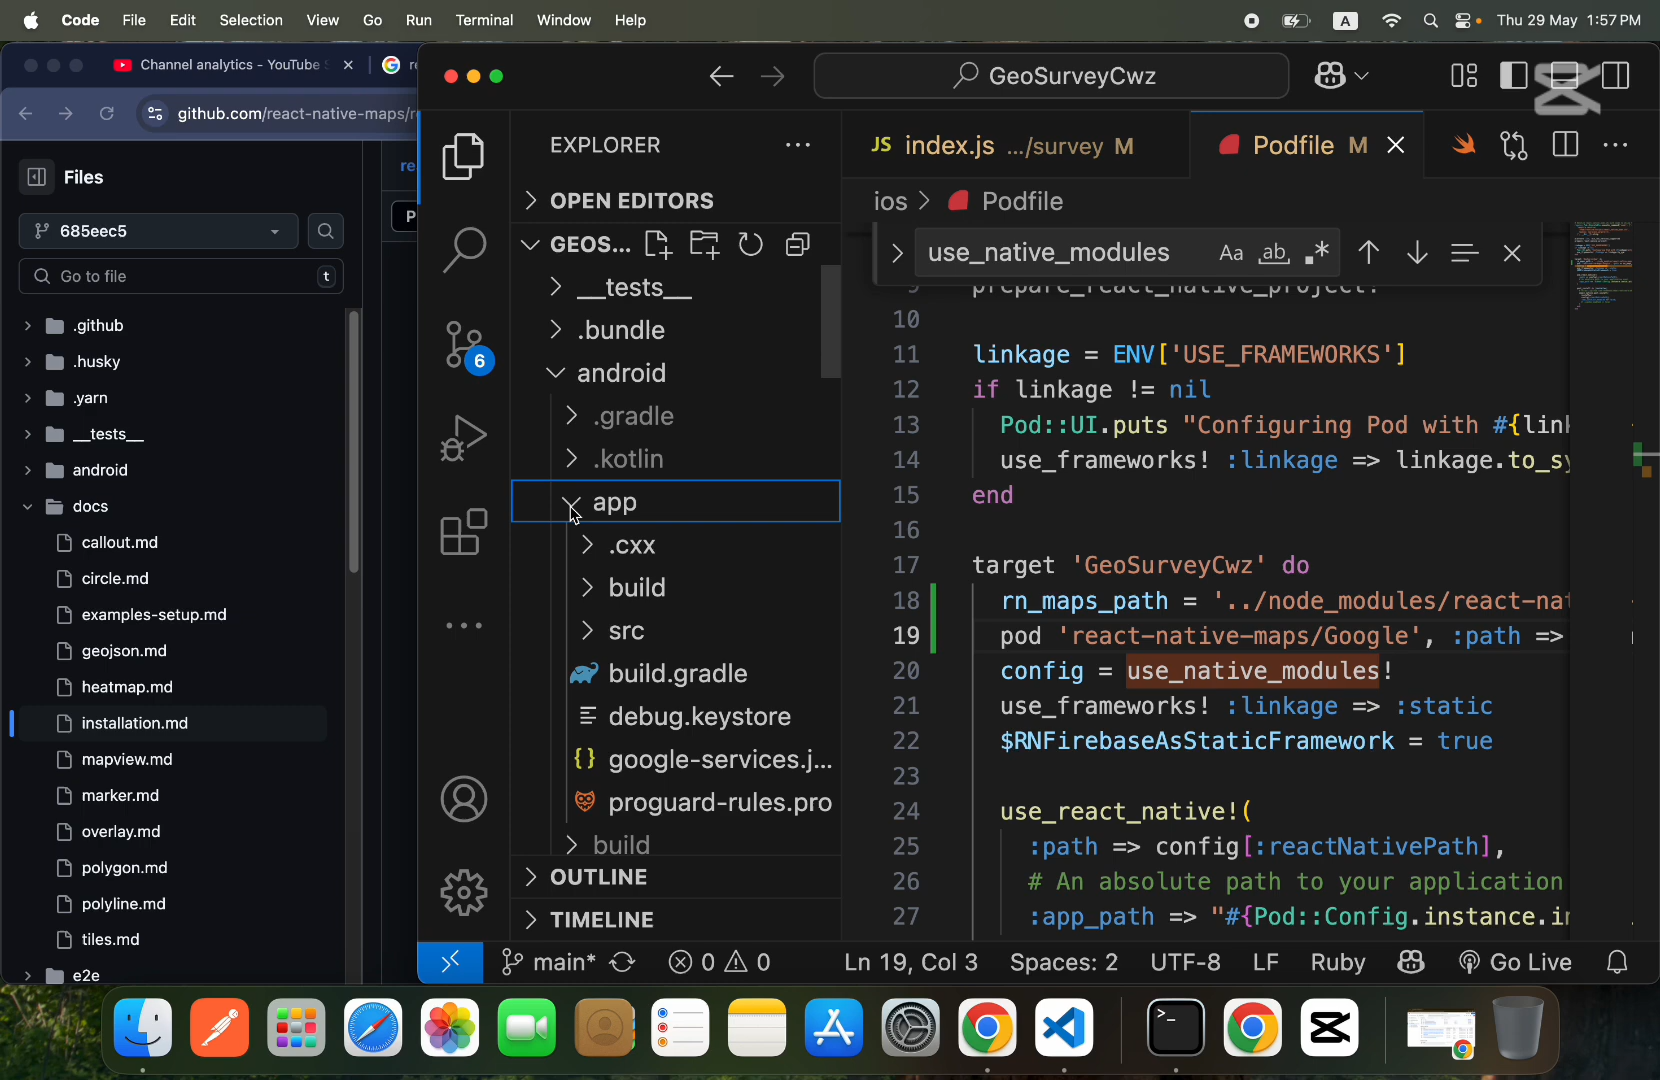 Code File Edit Selection View Go Run Terminal Window Help
A Thu 29 May 1:57 PM
Channel analytics - YouTube
github.com/react-native-maps/r
GeoSurveyCwz
Files
685eec5
Go to file t
.github
.husky
.yarn
__tests__
android
docs
callout.md
circle.md
examples-setup.md
geojson.md
heatmap.md
installation.md
mapview.md
marker.md
overlay.md
polygon.md
polyline.md
tiles.md
e2e
EXPLORER
OPEN EDITORS
GEOS...
__tests__
.bundle
android
.gradle
.kotlin
app
.cxx
build
src
build.gradle
debug.keystore
google-services.j...
proguard-rules.pro
build
OUTLINE
TIMELINE
6
JS index.js .../survey M
Podfile M
ios > Podfile
use_native_modules Aa ab .*
10
11 linkage = ENV['USE_FRAMEWORKS']
12 if linkage != nil
13 Pod::UI.puts "Configuring Pod with #{link
14 use_frameworks! :linkage => linkage.to_sy
15 end
16
17 target 'GeoSurveyCwz' do
18 rn_maps_path = '../node_modules/react-nat
19 pod 'react-native-maps/Google', :path =>
20 config = use_native_modules!
21 use_frameworks! :linkage => :static
22 $RNFirebaseAsStaticFramework = true
23
24 use_react_native!(
25 :path => config[:reactNativePath],
26 # An absolute path to your application
27 :app_path => "#{Pod::Config.instance.in
main* 0 0 Ln 19, Col 3 Spaces: 2 UTF-8 LF Ruby Go Live